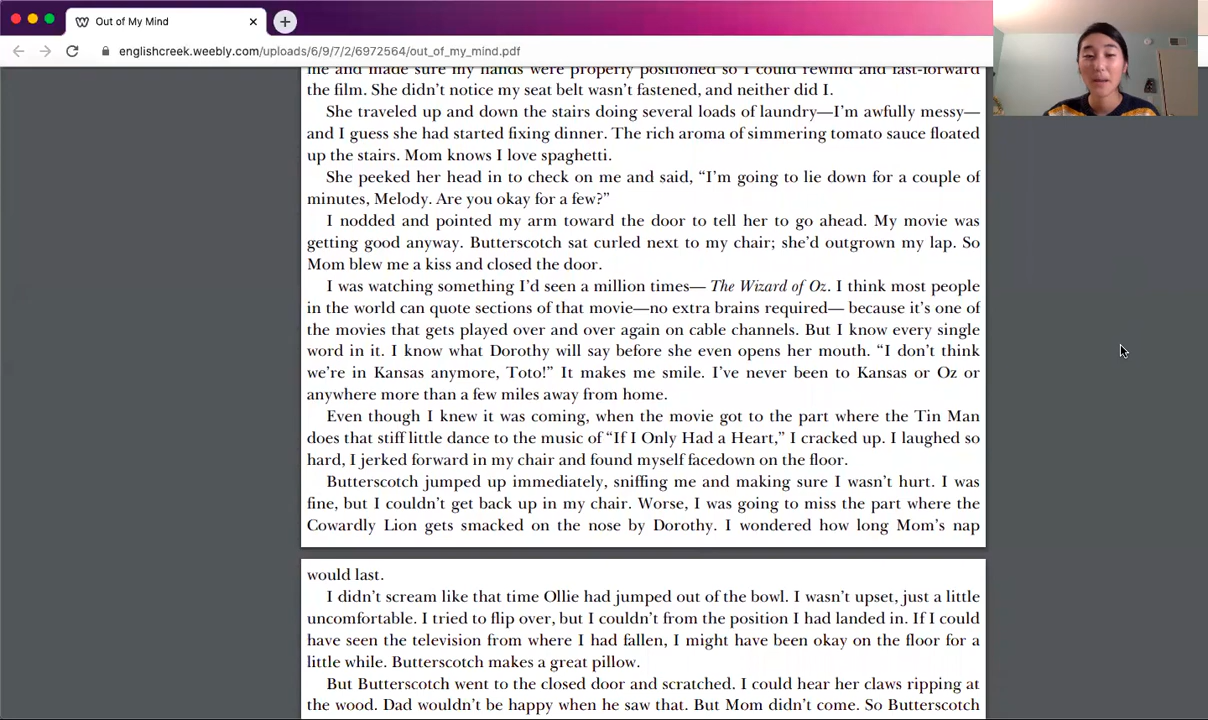 Out of My Mind
englishcreek.weebly.com/uploads/6/9/7/2/6972564/out_of_my_mind.pdf
me and made sure my hands were properly positioned so I could rewind and fast-forward
the film. She didn’t notice my seat belt wasn’t fastened, and neither did I.
She traveled up and down the stairs doing several loads of laundry—I’m awfully messy—
and I guess she had started fixing dinner. The rich aroma of simmering tomato sauce floated
up the stairs. Mom knows I love spaghetti.
She peeked her head in to check on me and said, “I’m going to lie down for a couple of
minutes, Melody. Are you okay for a few?”
I nodded and pointed my arm toward the door to tell her to go ahead. My movie was
getting good anyway. Butterscotch sat curled next to my chair; she’d outgrown my lap. So
Mom blew me a kiss and closed the door.
I was watching something I’d seen a million times— The Wizard of Oz. I think most people
in the world can quote sections of that movie—no extra brains required— because it’s one of
the movies that gets played over and over again on cable channels. But I know every single
word in it. I know what Dorothy will say before she even opens her mouth. “I don’t think
we’re in Kansas anymore, Toto!” It makes me smile. I’ve never been to Kansas or Oz or
anywhere more than a few miles away from home.
Even though I knew it was coming, when the movie got to the part where the Tin Man
does that stiff little dance to the music of “If I Only Had a Heart,” I cracked up. I laughed so
hard, I jerked forward in my chair and found myself facedown on the floor.
Butterscotch jumped up immediately, sniffing me and making sure I wasn’t hurt. I was
fine, but I couldn’t get back up in my chair. Worse, I was going to miss the part where the
Cowardly Lion gets smacked on the nose by Dorothy. I wondered how long Mom’s nap
would last.
I didn’t scream like that time Ollie had jumped out of the bowl. I wasn’t upset, just a little
uncomfortable. I tried to flip over, but I couldn’t from the position I had landed in. If I could
have seen the television from where I had fallen, I might have been okay on the floor for a
little while. Butterscotch makes a great pillow.
But Butterscotch went to the closed door and scratched. I could hear her claws ripping at
the wood. Dad wouldn’t be happy when he saw that. But Mom didn’t come. So Butterscotch